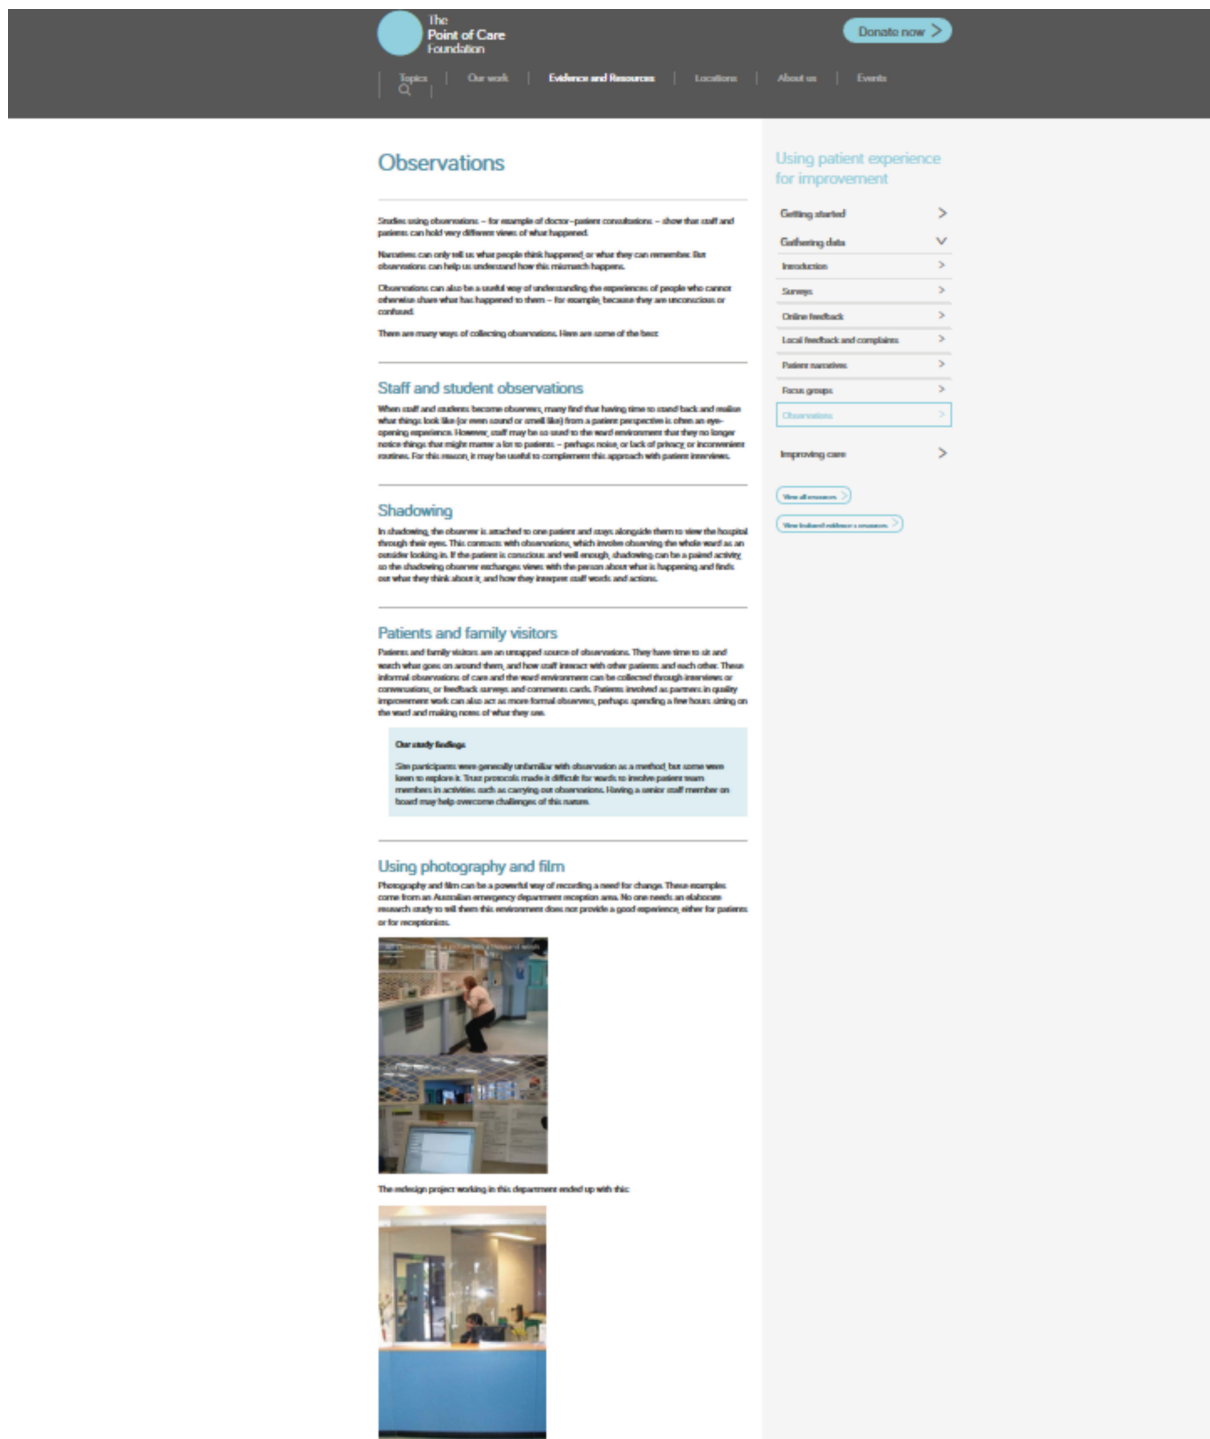 The
Point of Care
Foundation
Donate now
Topics
Our work
Evidence and Resources
Locations
About us
Events
Observations
Studies using observations – for example of doctor–patient consultations – show that staff and
patients can hold very different views of what happened.
Narratives can only tell us what people think happened, or what they can remember. But
observations can help us understand how this mismatch happens.
Observations can also be a useful way of understanding the experiences of people who cannot
otherwise share what has happened to them – for example, because they are unconscious or
confused.
There are many ways of collecting observations. Here are some of the best:
Staff and student observations
When staff and students become observers, many find that having time to stand back and realise
what things look like (or even sound or smell like) from a patient perspective is often an eye-
opening experience. However, staff may be so used to the ward environment that they no longer
notice things that might matter a lot to patients – perhaps noise, or lack of privacy, or inconvenient
routines. For this reason, it may be useful to complement this approach with patient interviews.
Shadowing
In shadowing, the observer is attached to one patient and stays alongside them to view the hospital
through their eyes. This contrasts with observations, which involve observing the whole ward as an
outsider looking in. If the patient is conscious and well enough, shadowing can be a paired activity,
so the shadowing observer exchanges views with the person about what is happening and finds
out what they think about it, and how they interpret staff words and actions.
Patients and family visitors
Patients and family visitors are an untapped source of observations. They have time to sit and
watch what goes on around them, and how staff interact with other patients and each other. These
informal observations of care and the ward environment can be collected through interviews or
conversations, or feedback surveys and comments cards. Patients involved as partners in quality
improvement work can also act as more formal observers, perhaps spending a few hours sitting on
the ward and making notes of what they see.
Our study findings
Site participants were generally unfamiliar with observation as a method, but some were
keen to explore it. Trust protocols made it difficult for wards to involve patient team
members in activities such as carrying out observations. Having a senior staff member on
board may help overcome challenges of this nature.
Using photography and film
Photography and film can be a powerful way of recording a need for change. These examples
come from an Australian emergency department reception area. No one needs an elaborate
research study to tell them this environment does not provide a good experience, either for patients
or for receptionists.
The redesign project working in this department ended up with this:
Using patient experience
for improvement
Getting started
Gathering data
Introduction
Surveys
Online feedback
Local feedback and complaints
Patient narratives
Focus groups
Observations
Improving care
View all resources
View featured evidence & resources